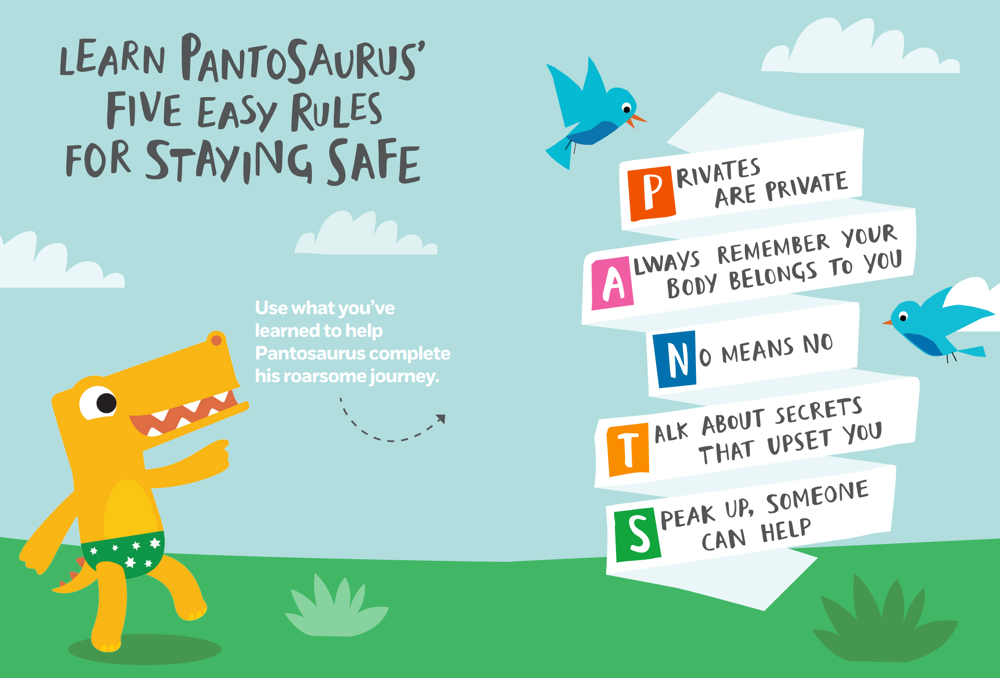 LEARN PANTOSAURUS'
FIVE EASY RULES
FOR STAYING SAFE
Use what you've
learned to help
Pantosaurus complete
his roarsome journey.
PRIVATES
ARE PRIVATE
ALWAYS REMEMBER YOUR
BODY BELONGS TO YOU
NO MEANS NO
TALK ABOUT SECRETS
THAT UPSET YOU
SPEAK UP, SOMEONE
CAN HELP